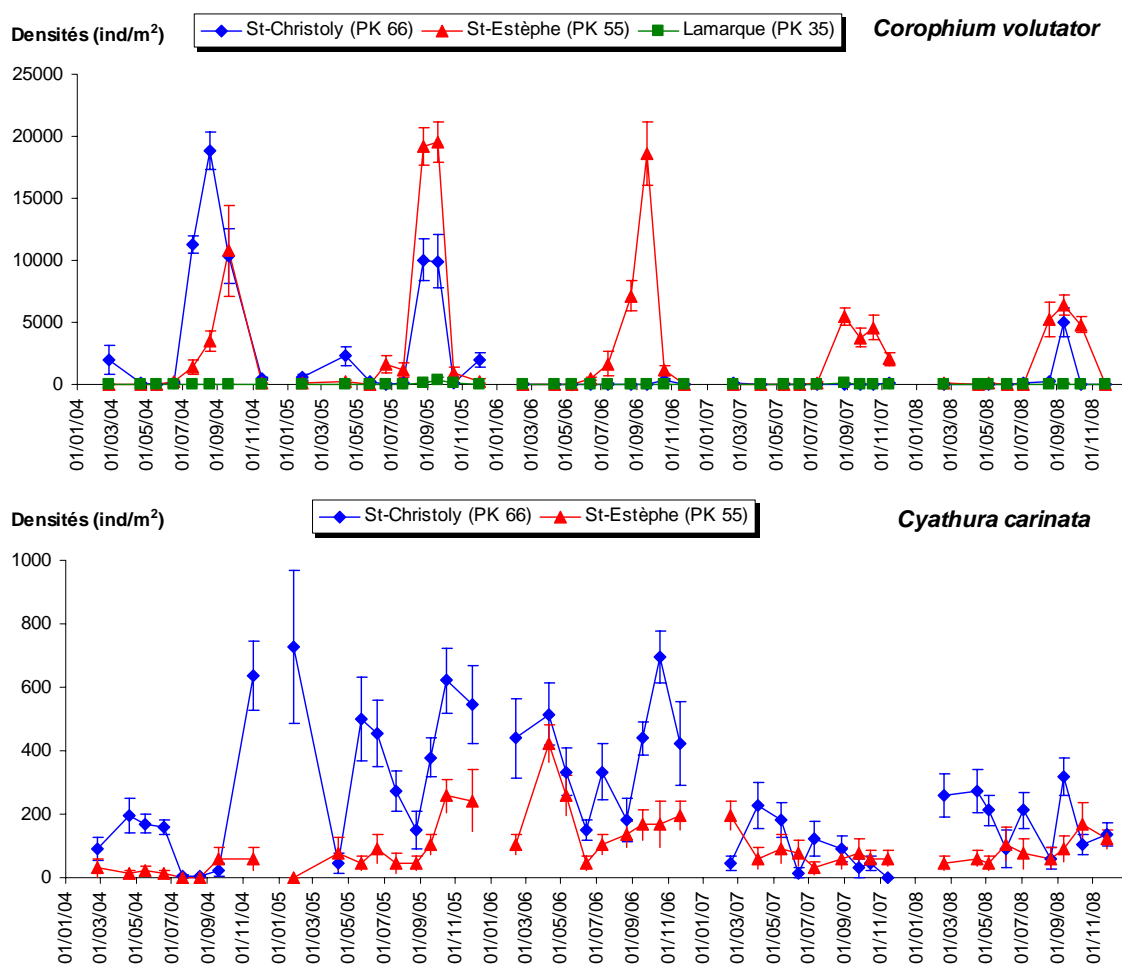 Densités (ind/m²)
St-Christoly (PK 66) St-Estèphe (PK 55) Lamarque (PK 35)
Corophium volutator
25000
20000
15000
10000
5000
0
01/01/04 01/03/04 01/05/04 01/07/04 01/09/04 01/11/04 01/01/05 01/03/05 01/05/05 01/07/05 01/09/05 01/11/05 01/01/06 01/03/06 01/05/06 01/07/06 01/09/06 01/11/06 01/01/07 01/03/07 01/05/07 01/07/07 01/09/07 01/11/07 01/01/08 01/03/08 01/05/08 01/07/08 01/09/08 01/11/08
Densités (ind/m²)
St-Christoly (PK 66) St-Estèphe (PK 55)
Cyathura carinata
1000
800
600
400
200
0
01/01/04 01/03/04 01/05/04 01/07/04 01/09/04 01/11/04 01/01/05 01/03/05 01/05/05 01/07/05 01/09/05 01/11/05 01/01/06 01/03/06 01/05/06 01/07/06 01/09/06 01/11/06 01/01/07 01/03/07 01/05/07 01/07/07 01/09/07 01/11/07 01/01/08 01/03/08 01/05/08 01/07/08 01/09/08 01/11/08